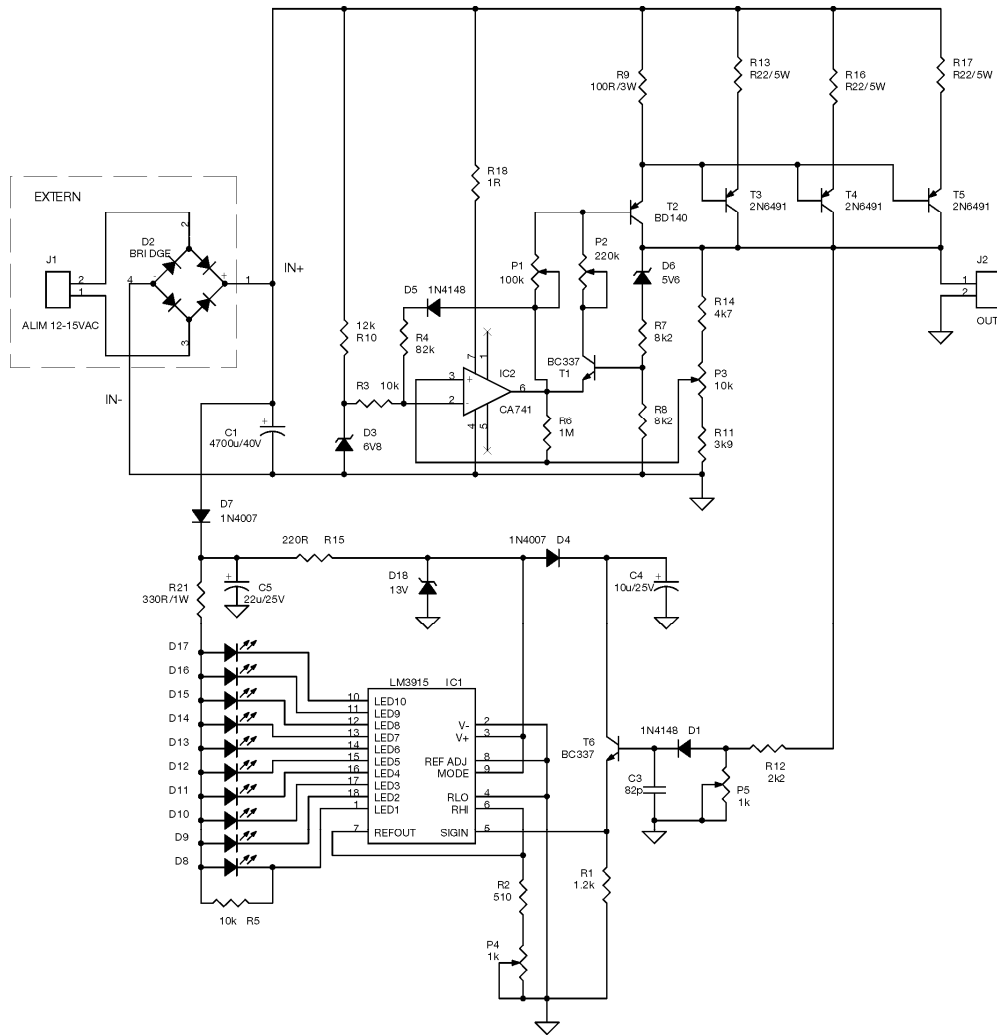 R9
100R/3W
R13
R22/5W
R16
R22/5W
R17
R22/5W
EXTERN
R18
1R
D2
BRIDGE
2
4
-
+
1
3
J1
2
1
ALIM 12-15VAC
IN+
IN-
T2
BD140
T3
2N6491
T4
2N6491
T5
2N6491
P1
100k
P2
220k
D6
5V6
J2
1
2
OUT
D5 1N4148
12k
R10
R4
82k
R14
4k7
R7
8k2
BC337
T1
P3
10k
R3 10k
7
1
3
+
2
-
6
IC2
CA741
4
5
R6
1M
R8
8k2
R11
3k9
C1
4700u/40V
+
D3
6V8
D7
1N4007
220R R15
1N4007 D4
R21
330R/1W
+
C5
22u/25V
D18
13V
C4
10u/25V
+
D17
D16
D15
D14
D13
D12
D11
D10
D9
D8
LM3915 IC1
10 LED10
11 LED9
12 LED8
13 LED7
14 LED6
15 LED5
16 LED4
17 LED3
18 LED2
1 LED1
7 REFOUT
V- 2
V+ 3
REF ADJ 8
MODE 9
RLO 4
RHI 6
SIGIN 5
T6
BC337
1N4148 D1
C3
82p
R12
2k2
P5
1k
R2
510
R1
1.2k
10k R5
P4
1k